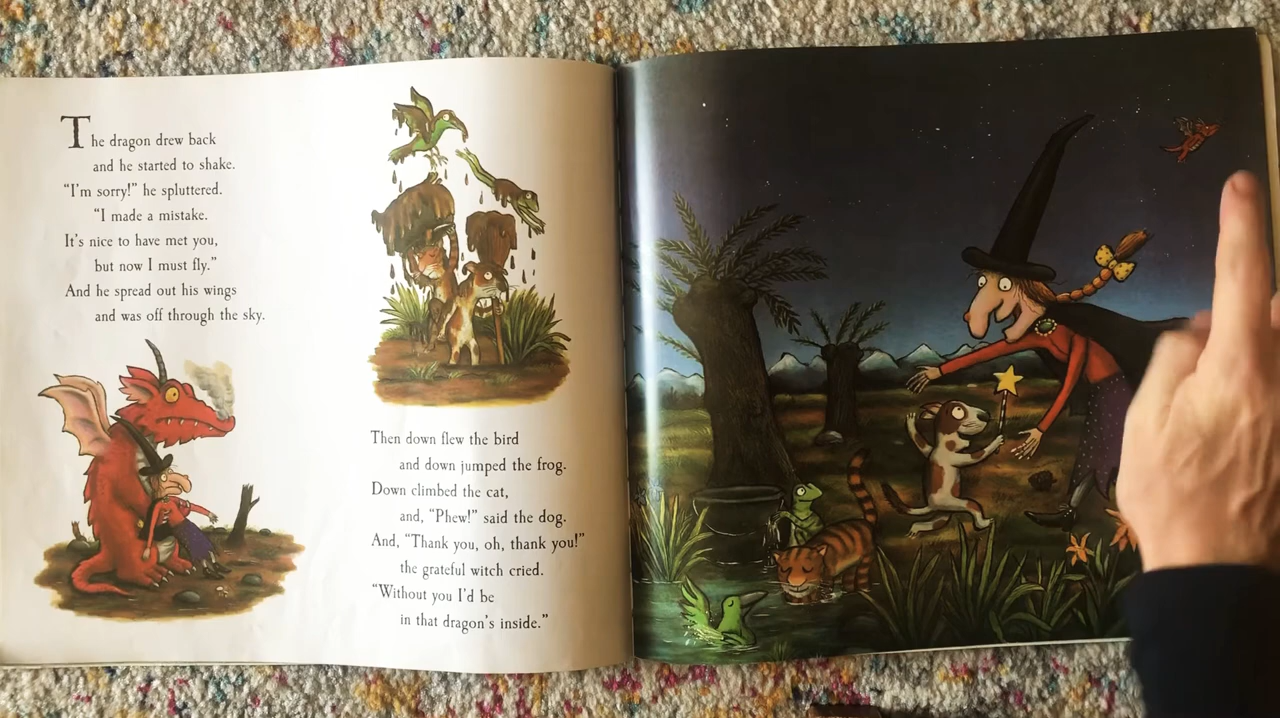 The dragon drew back
and he started to shake.
“I'm sorry!” he spluttered.
“I made a mistake.
It's nice to have met you,
but now I must fly.”
And he spread out his wings
and was off through the sky.
Then down flew the bird
and down jumped the frog.
Down climbed the cat,
and, “Phew!” said the dog.
And, “Thank you, oh, thank you!”
the grateful witch cried.
“Without you I'd be
in that dragon's inside.”